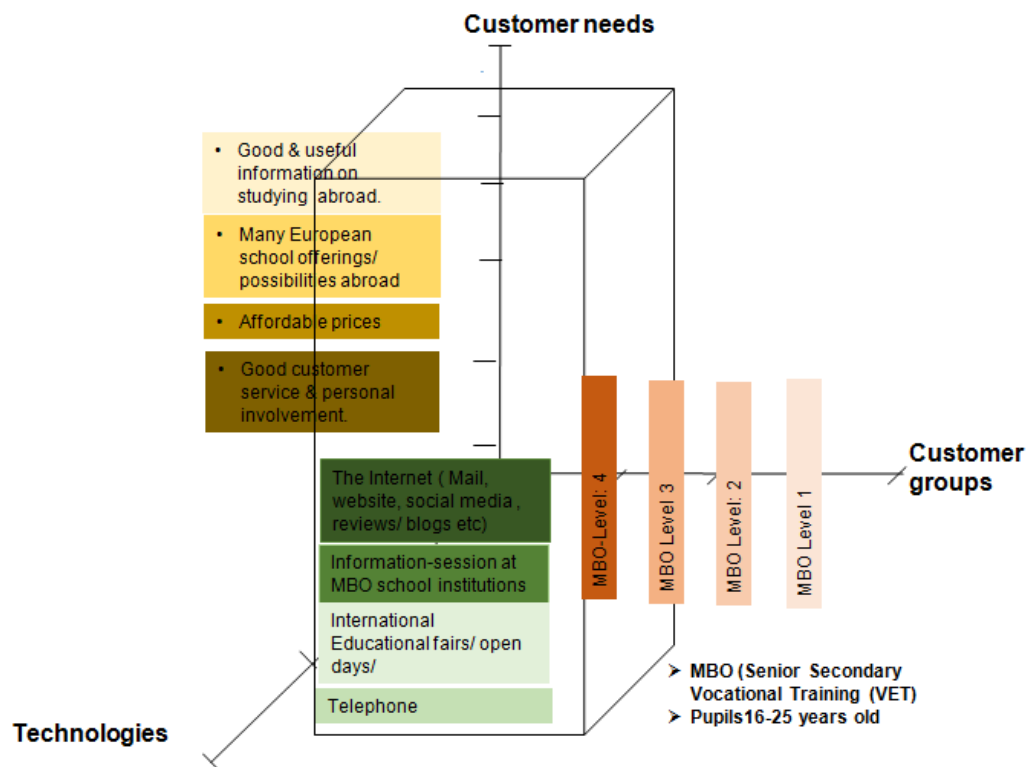 Customer needs
• Good & useful
information on
studying abroad.
• Many European
school offerings/
possibilities abroad
• Affordable prices
• Good customer
service & personal
involvement.
The Internet ( Mail,
website, social media ,
reviews/ blogs etc)
Information-session at
MBO school institutions
International
Educational fairs/ open
days/
Telephone
MBO-Level: 4
MBO Level 3
MBO Level: 2
MBO Level 1
Customer
groups
➢ MBO (Senior Secondary
Vocational Training (VET)
➢ Pupils16-25 years old
Technologies